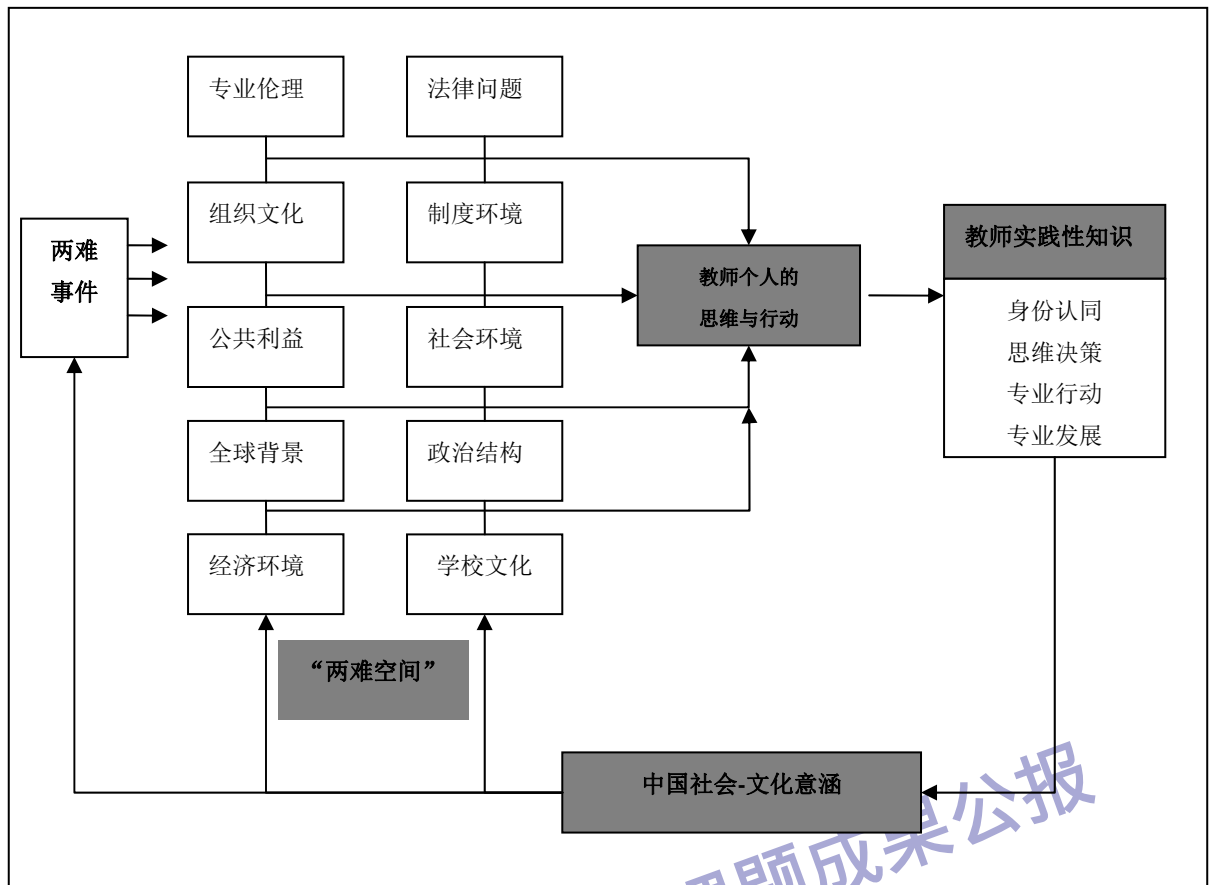 专业伦理
法律问题
组织文化
制度环境
两难
事件
公共利益
社会环境
全球背景
政治结构
经济环境
学校文化
“两难空间”
教师个人的
思维与行动
教师实践性知识
身份认同
思维决策
专业行动
专业发展
中国社会-文化意涵
课题成果公报